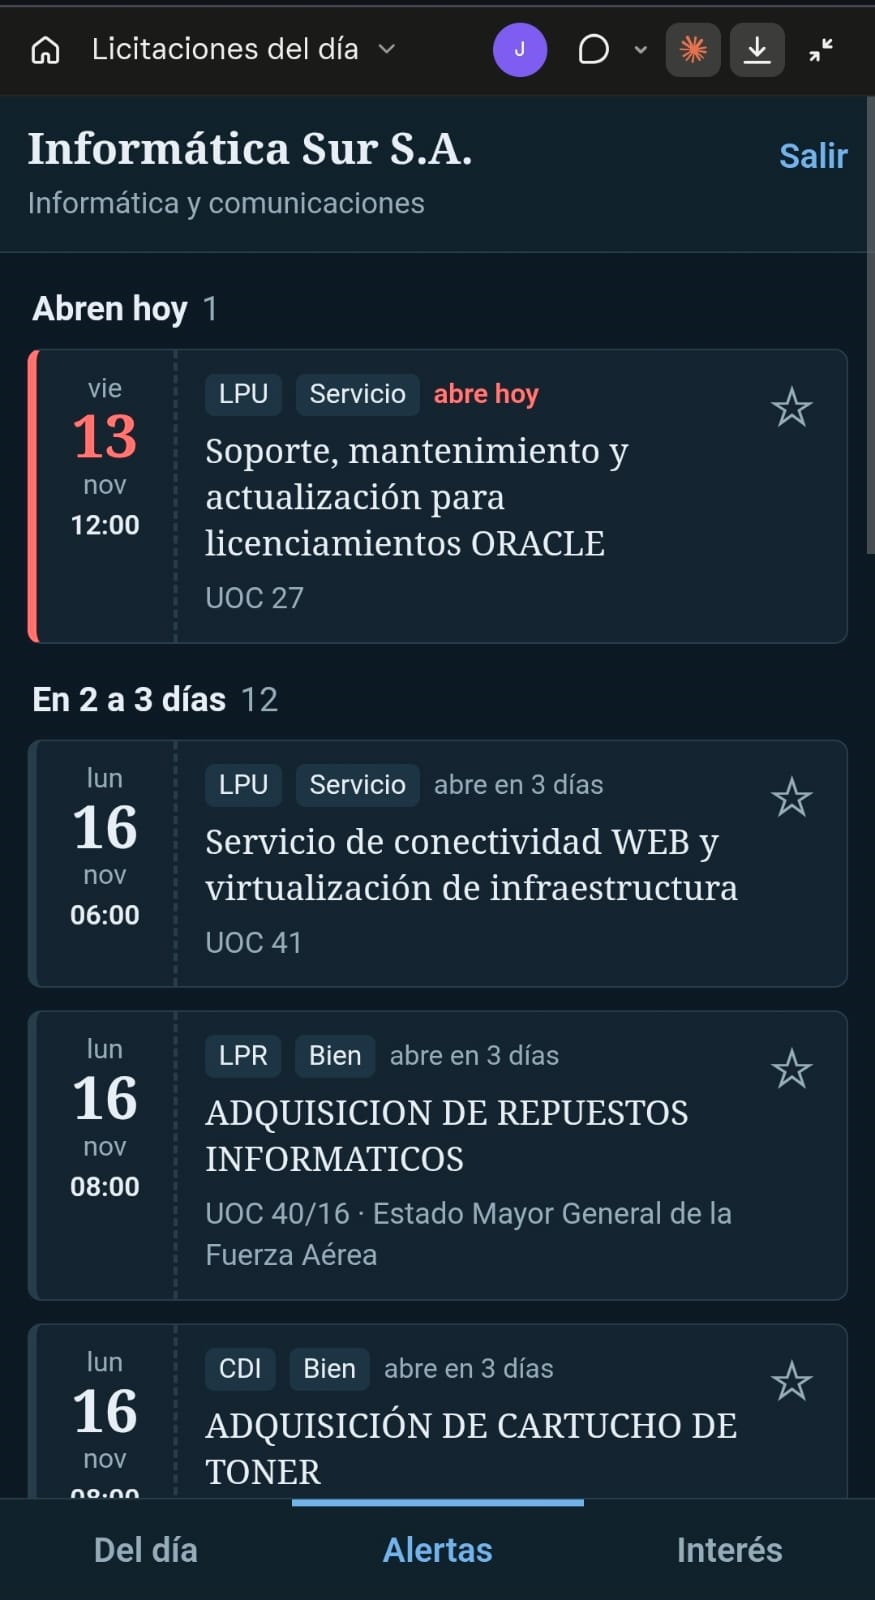 Licitaciones del día
J
Informática Sur S.A.
Salir
Informática y comunicaciones
Abren hoy 1
vie
13
nov
12:00
LPU Servicio abre hoy
Soporte, mantenimiento y
actualización para
licenciamientos ORACLE
UOC 27
En 2 a 3 días 12
lun
16
nov
06:00
LPU Servicio abre en 3 días
Servicio de conectividad WEB y
virtualización de infraestructura
UOC 41
lun
16
nov
08:00
LPR Bien abre en 3 días
ADQUISICION DE REPUESTOS
INFORMATICOS
UOC 40/16 · Estado Mayor General de la
Fuerza Aérea
lun
16
nov
08:00
CDI Bien abre en 3 días
ADQUISICIÓN DE CARTUCHO DE
TONER
Del día
Alertas
Interés